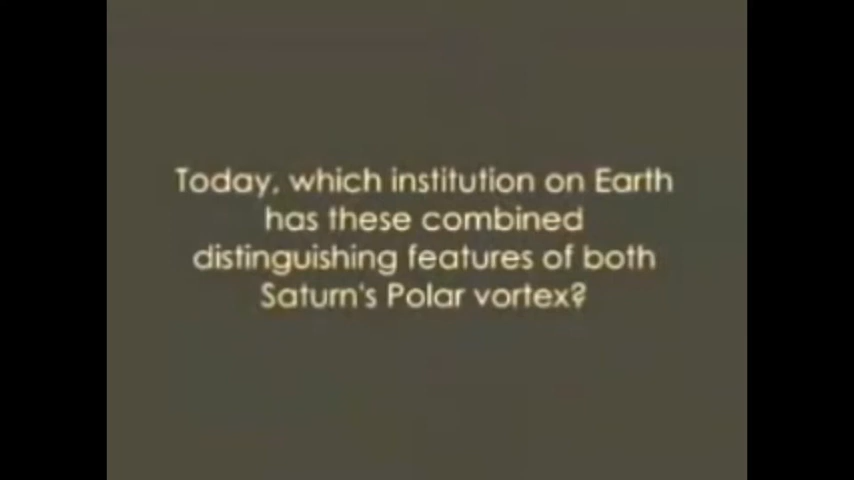 Today, which institution on Earth
has these combined
distinguishing features of both
Saturn's Polar vortex?